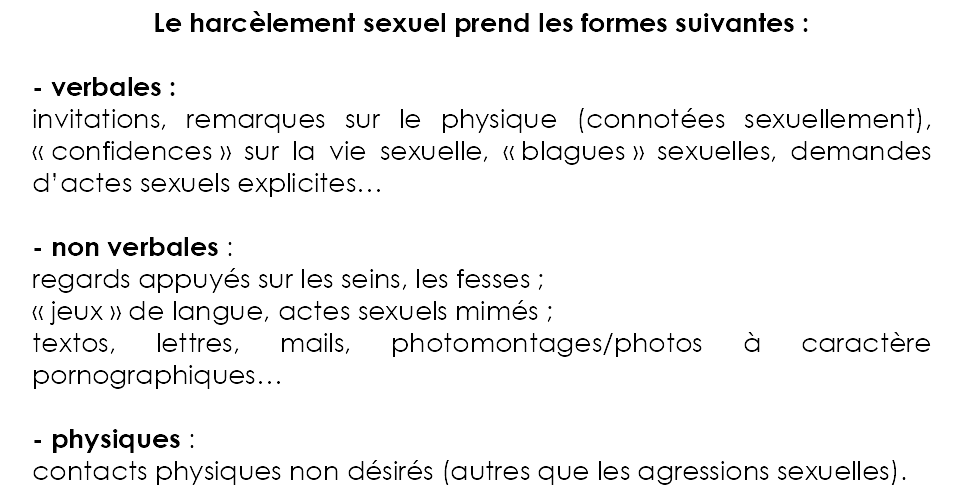 Le harcèlement sexuel prend les formes suivantes :
- verbales :
invitations, remarques sur le physique (connotées sexuellement),
« confidences » sur la vie sexuelle, « blagues » sexuelles, demandes
d'actes sexuels explicites…
- non verbales :
regards appuyés sur les seins, les fesses ;
« jeux » de langue, actes sexuels mimés ;
textos, lettres, mails, photomontages/photos à caractère
pornographiques…
- physiques :
contacts physiques non désirés (autres que les agressions sexuelles).